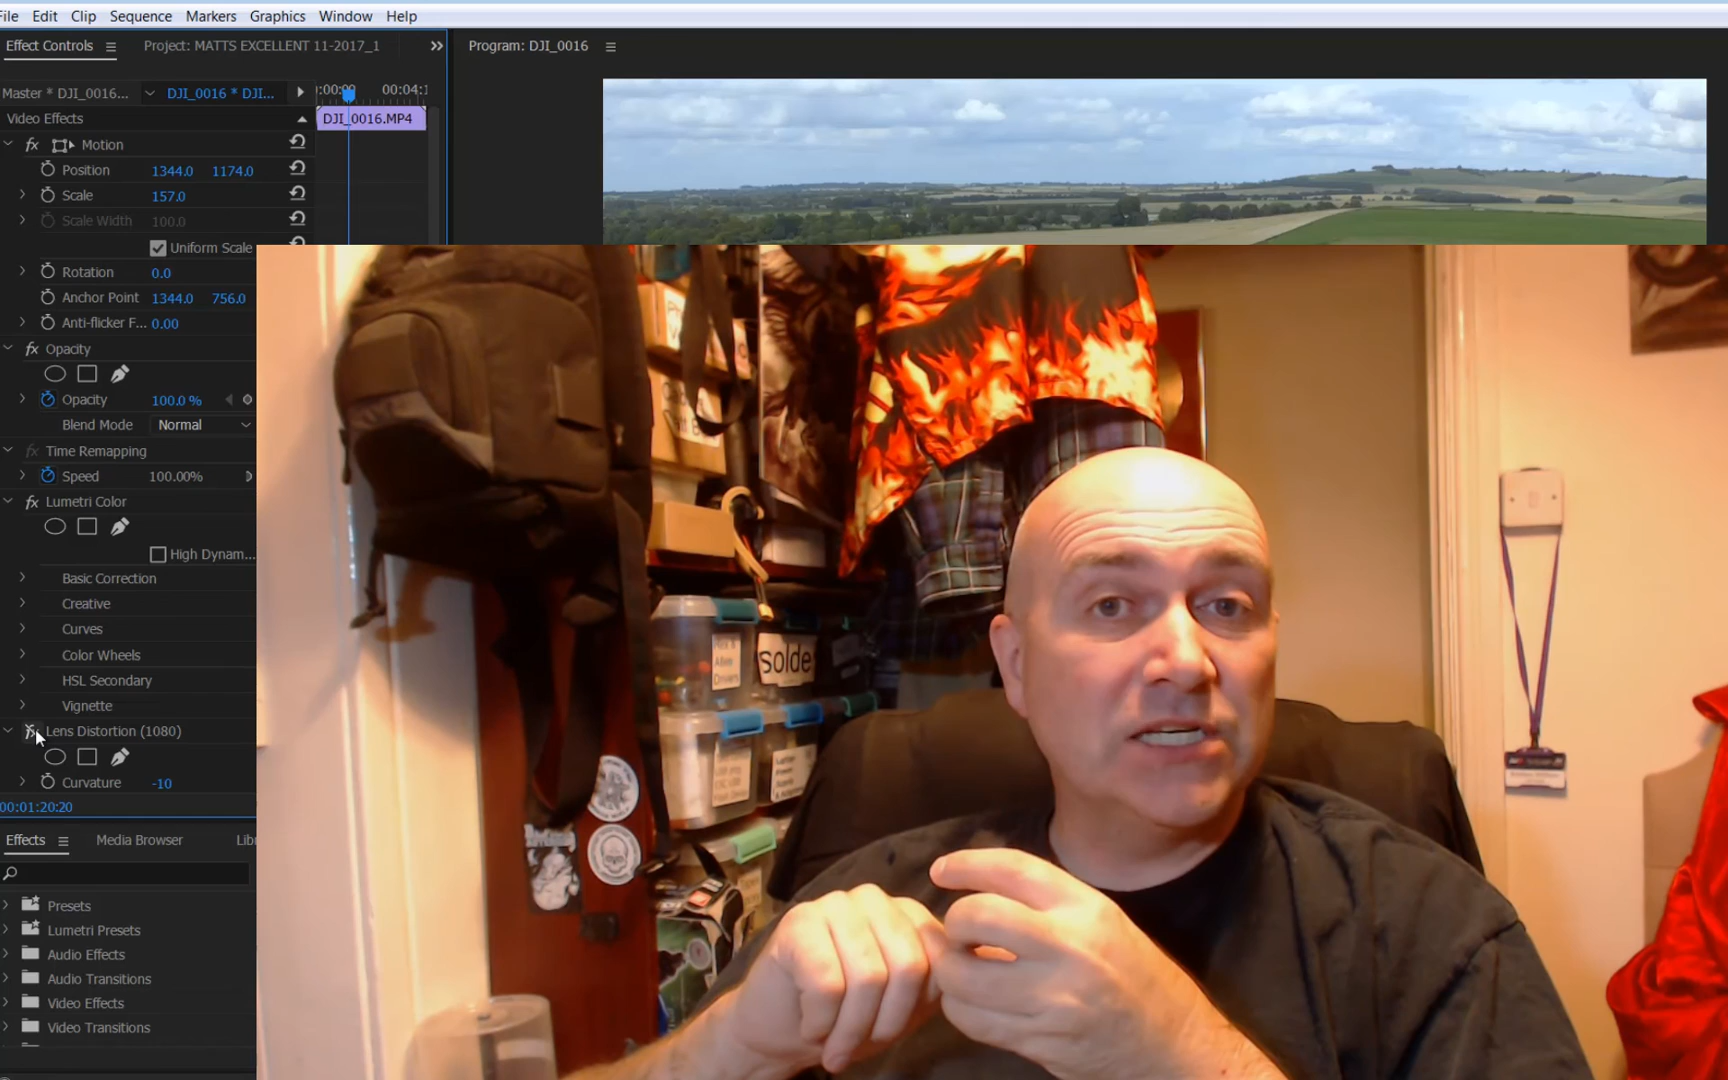 File Edit Clip Sequence Markers Graphics Window Help
Effect Controls Project: MATTS EXCELLENT 11-2017_1 Program: DJI_0016
Master * DJI_0016... DJI_0016 * DJI... :00:00 00:04:1
Video Effects DJI_0016.MP4
fx Motion
Position 1344.0 1174.0
Scale 157.0
Scale Width 100.0
Uniform Scale
Rotation 0.0
Anchor Point 1344.0 756.0
Anti-flicker F... 0.00
fx Opacity
Opacity 100.0 %
Blend Mode Normal
fx Time Remapping
Speed 100.00%
fx Lumetri Color
High Dynam...
Basic Correction
Creative
Curves
Color Wheels
HSL Secondary
Vignette
Lens Distortion (1080)
Curvature -10
00:01:20:20
Effects Media Browser Lib
Presets
Lumetri Presets
Audio Effects
Audio Transitions
Video Effects
Video Transitions
solde